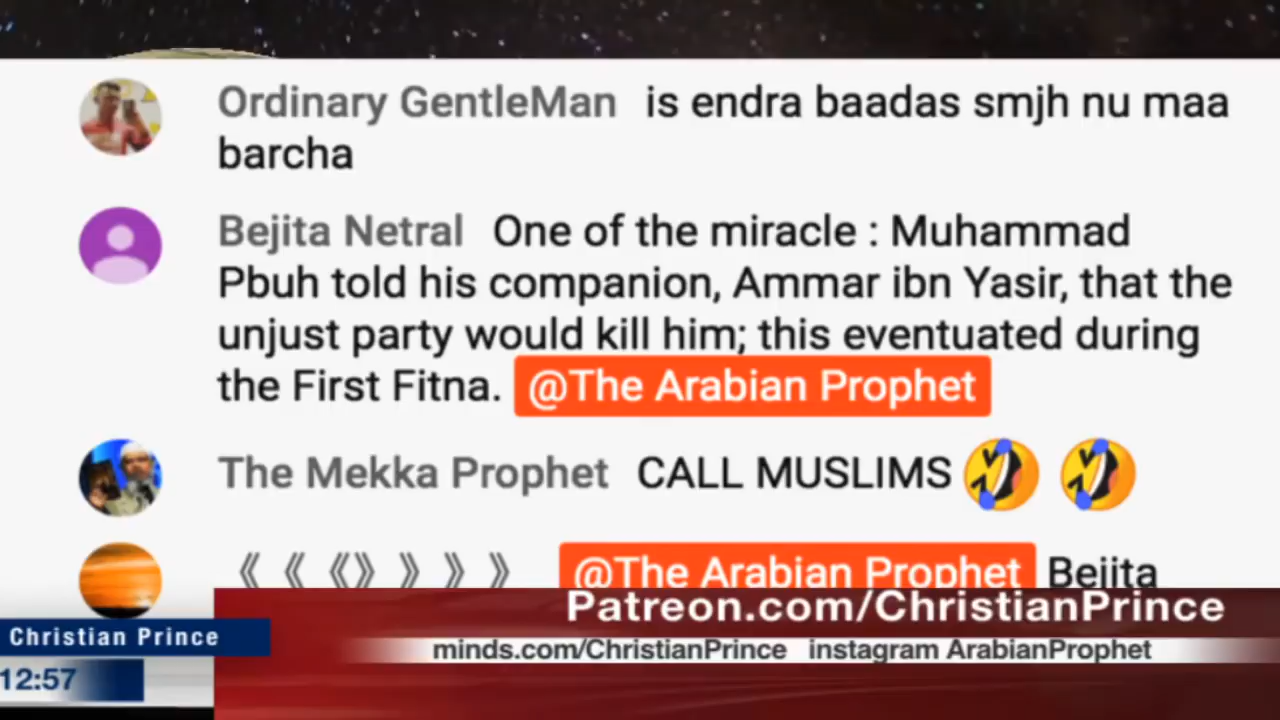 Ordinary GentleMan is endra baadas smjh nu maa
barcha
Bejita Netral One of the miracle : Muhammad
Pbuh told his companion, Ammar ibn Yasir, that the
unjust party would kill him; this eventuated during
the First Fitna. @The Arabian Prophet
The Mekka Prophet CALL MUSLIMS 🤣 🤣
《《《》》》》 @The Arabian Prophet Bejita
Patreon.com/ChristianPrince
Christian Prince
minds.com/ChristianPrince instagram ArabianProphet
12:57